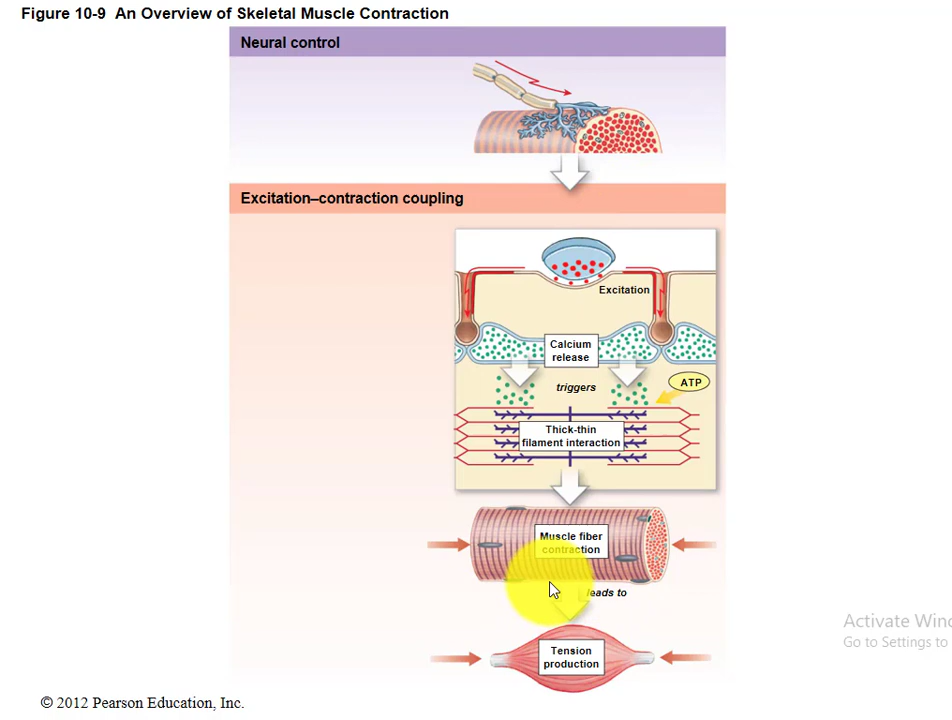 Figure 10-9 An Overview of Skeletal Muscle Contraction
Neural control
Excitation–contraction coupling
Excitation
Calcium
release
triggers
ATP
Thick-thin
filament interaction
Muscle fiber
contraction
leads to
Tension
production
Activate Win
Go to Settings to
© 2012 Pearson Education, Inc.